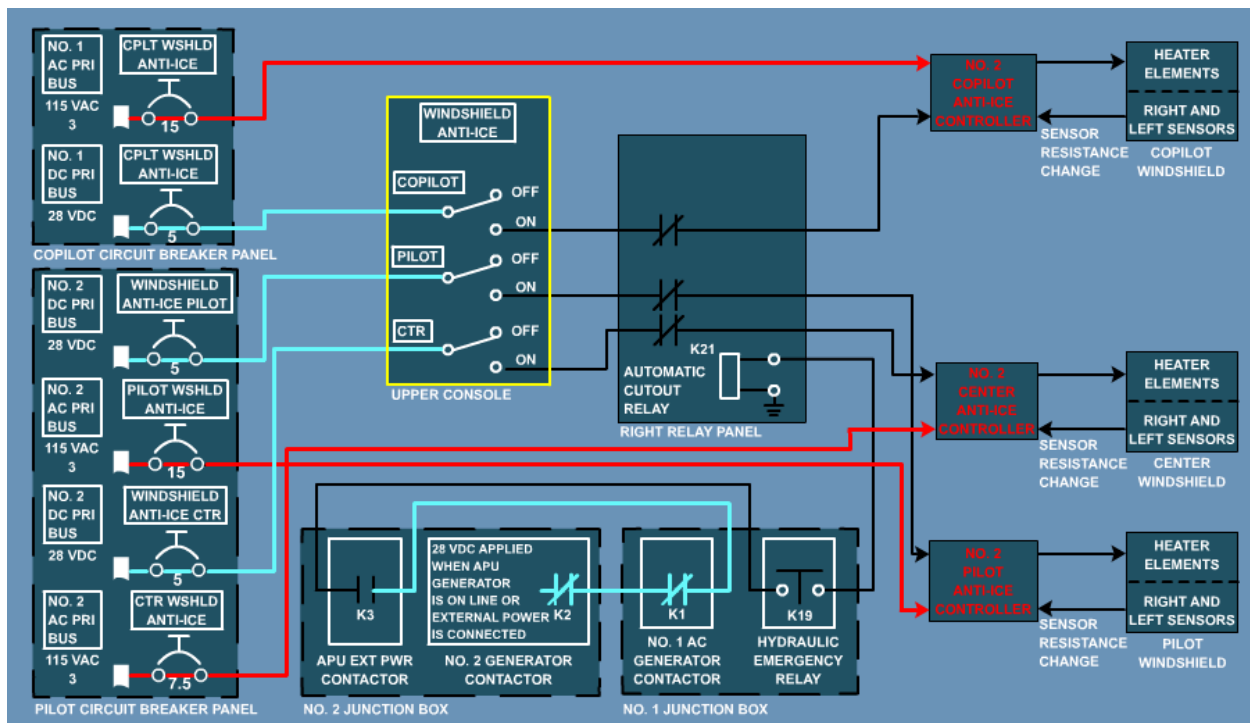 NO. 1
AC PRI
BUS
115 VAC
3
CPLT WSHLD
ANTI-ICE
15
NO. 1
DC PRI
BUS
28 VDC
CPLT WSHLD
ANTI-ICE
5
COPILOT CIRCUIT BREAKER PANEL
NO. 2
DC PRI
BUS
28 VDC
WINDSHIELD
ANTI-ICE PILOT
5
NO. 2
AC PRI
BUS
115 VAC
3
PILOT WSHLD
ANTI-ICE
15
NO. 2
DC PRI
BUS
28 VDC
WINDSHIELD
ANTI-ICE CTR
5
NO. 2
AC PRI
BUS
115 VAC
3
CTR WSHLD
ANTI-ICE
7.5
PILOT CIRCUIT BREAKER PANEL
WINDSHIELD
ANTI-ICE
COPILOT
OFF
ON
PILOT
OFF
ON
CTR
OFF
ON
UPPER CONSOLE
K21
AUTOMATIC
CUTOUT
RELAY
RIGHT RELAY PANEL
K3
APU EXT PWR
CONTACTOR
28 VDC APPLIED
WHEN APU
GENERATOR
IS ON LINE OR
EXTERNAL POWER
IS CONNECTED
K2
NO. 2 GENERATOR
CONTACTOR
NO. 2 JUNCTION BOX
K1
NO. 1 AC
GENERATOR
CONTACTOR
K19
HYDRAULIC
EMERGENCY
RELAY
NO. 1 JUNCTION BOX
NO. 2
COPILOT
ANTI-ICE
CONTROLLER
SENSOR
RESISTANCE
CHANGE
HEATER
ELEMENTS
RIGHT AND
LEFT SENSORS
COPILOT
WINDSHIELD
NO. 2
CENTER
ANTI-ICE
CONTROLLER
SENSOR
RESISTANCE
CHANGE
HEATER
ELEMENTS
RIGHT AND
LEFT SENSORS
CENTER
WINDSHIELD
NO. 2
PILOT
ANTI-ICE
CONTROLLER
SENSOR
RESISTANCE
CHANGE
HEATER
ELEMENTS
RIGHT AND
LEFT SENSORS
PILOT
WINDSHIELD